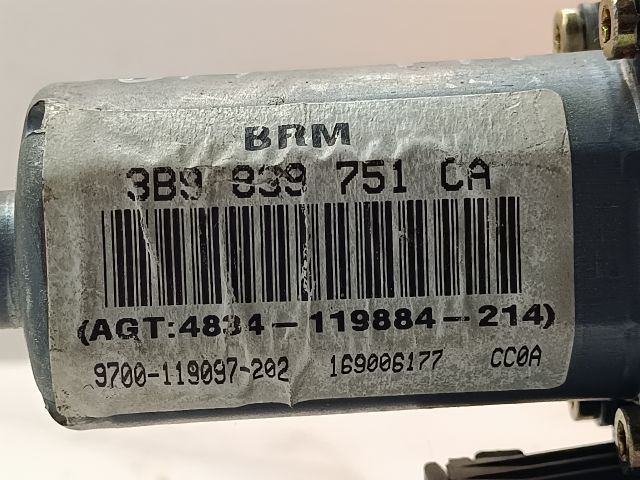 BRM
3B9 839 751 CA
(AGT:4834-119884-214)
9700-119097-202 169006177 CC0A